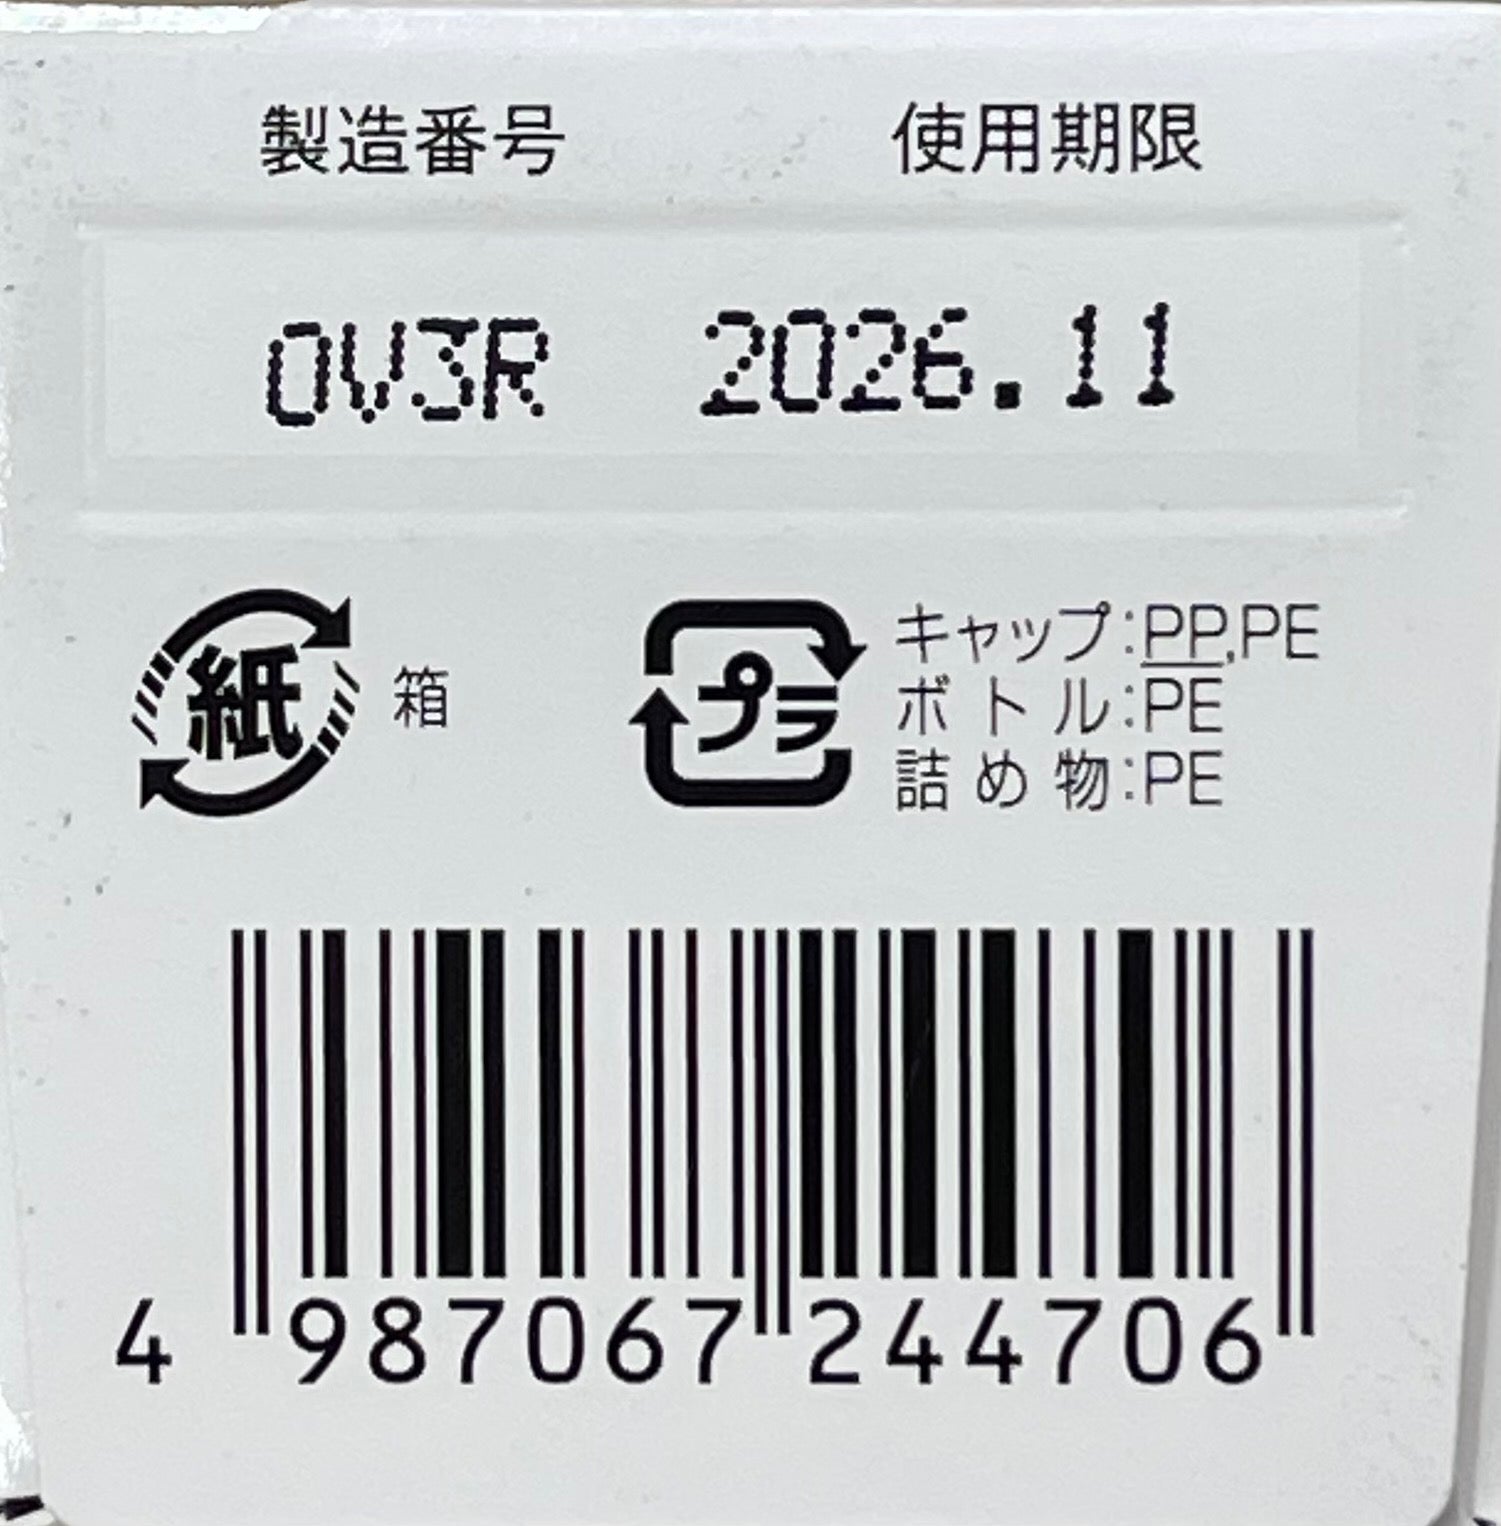 製造番号 使用期限
0V3R 2026.11
紙 箱
プラ
キャップ:PP,PE
ボトル:PE
詰め物:PE
4 987067 244706